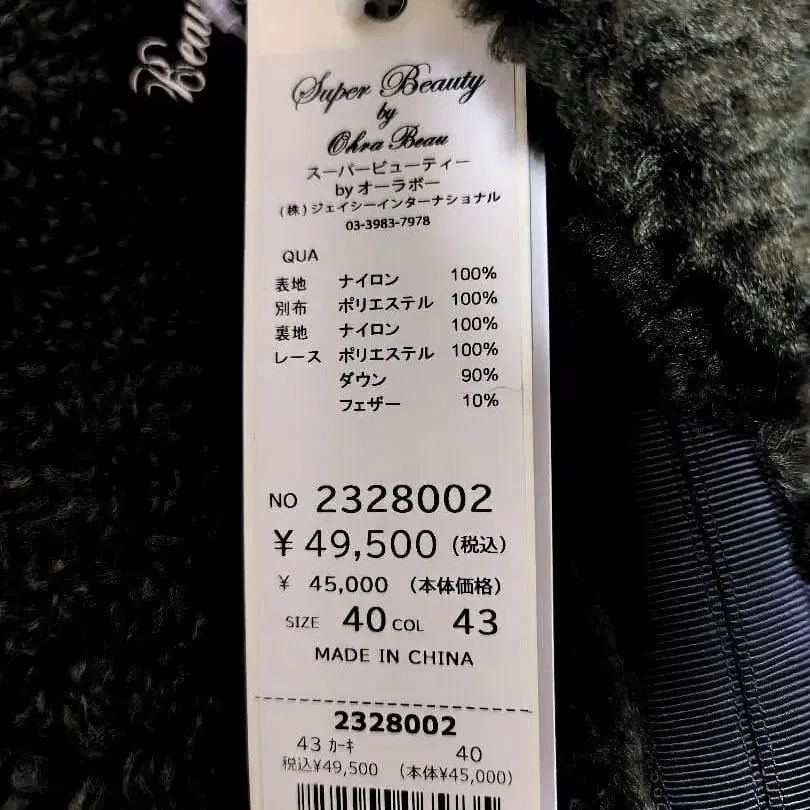 Beau
Super Beauty
by
Ohra Beau
スーパービューティー
by オーラボー
(株)ジェイシーインターナショナル
03-3983-7978
QUA
表地 ナイロン 100%
別布 ポリエステル 100%
裏地 ナイロン 100%
レース ポリエステル 100%
ダウン 90%
フェザー 10%
NO 2328002
¥49,500 (税込)
¥ 45,000 (本体価格)
SIZE 40 COL 43
MADE IN CHINA
2328002
43 カーキ 40
税込¥49,500 (本体¥45,000)